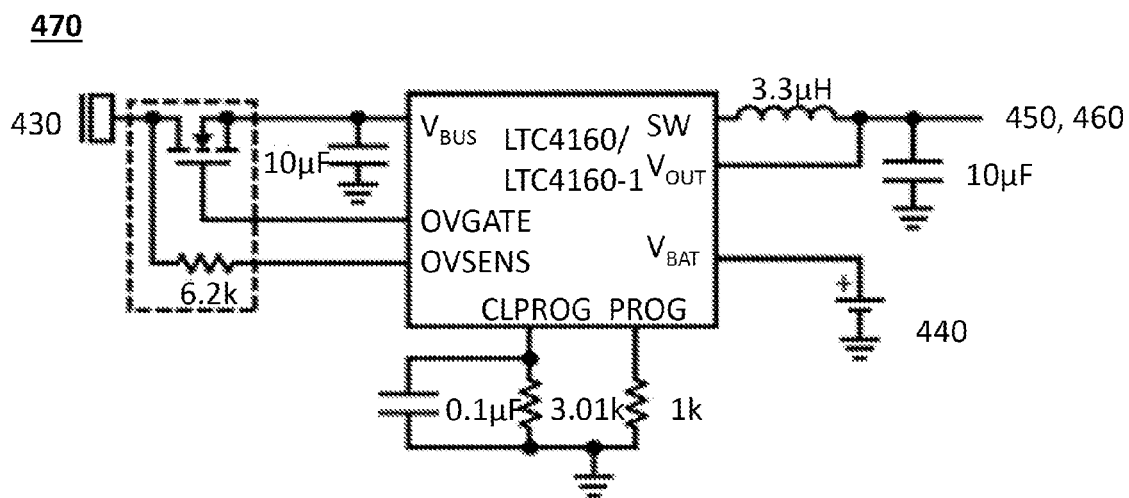 470
3.3µH
430
V_BUS
LTC4160/
LTC4160-1
SW
450, 460
10µF
V_OUT
10µF
OVGATE
OVSENS
V_BAT
6.2k
+
CLPROG
PROG
440
0.1µF
3.01k
1k